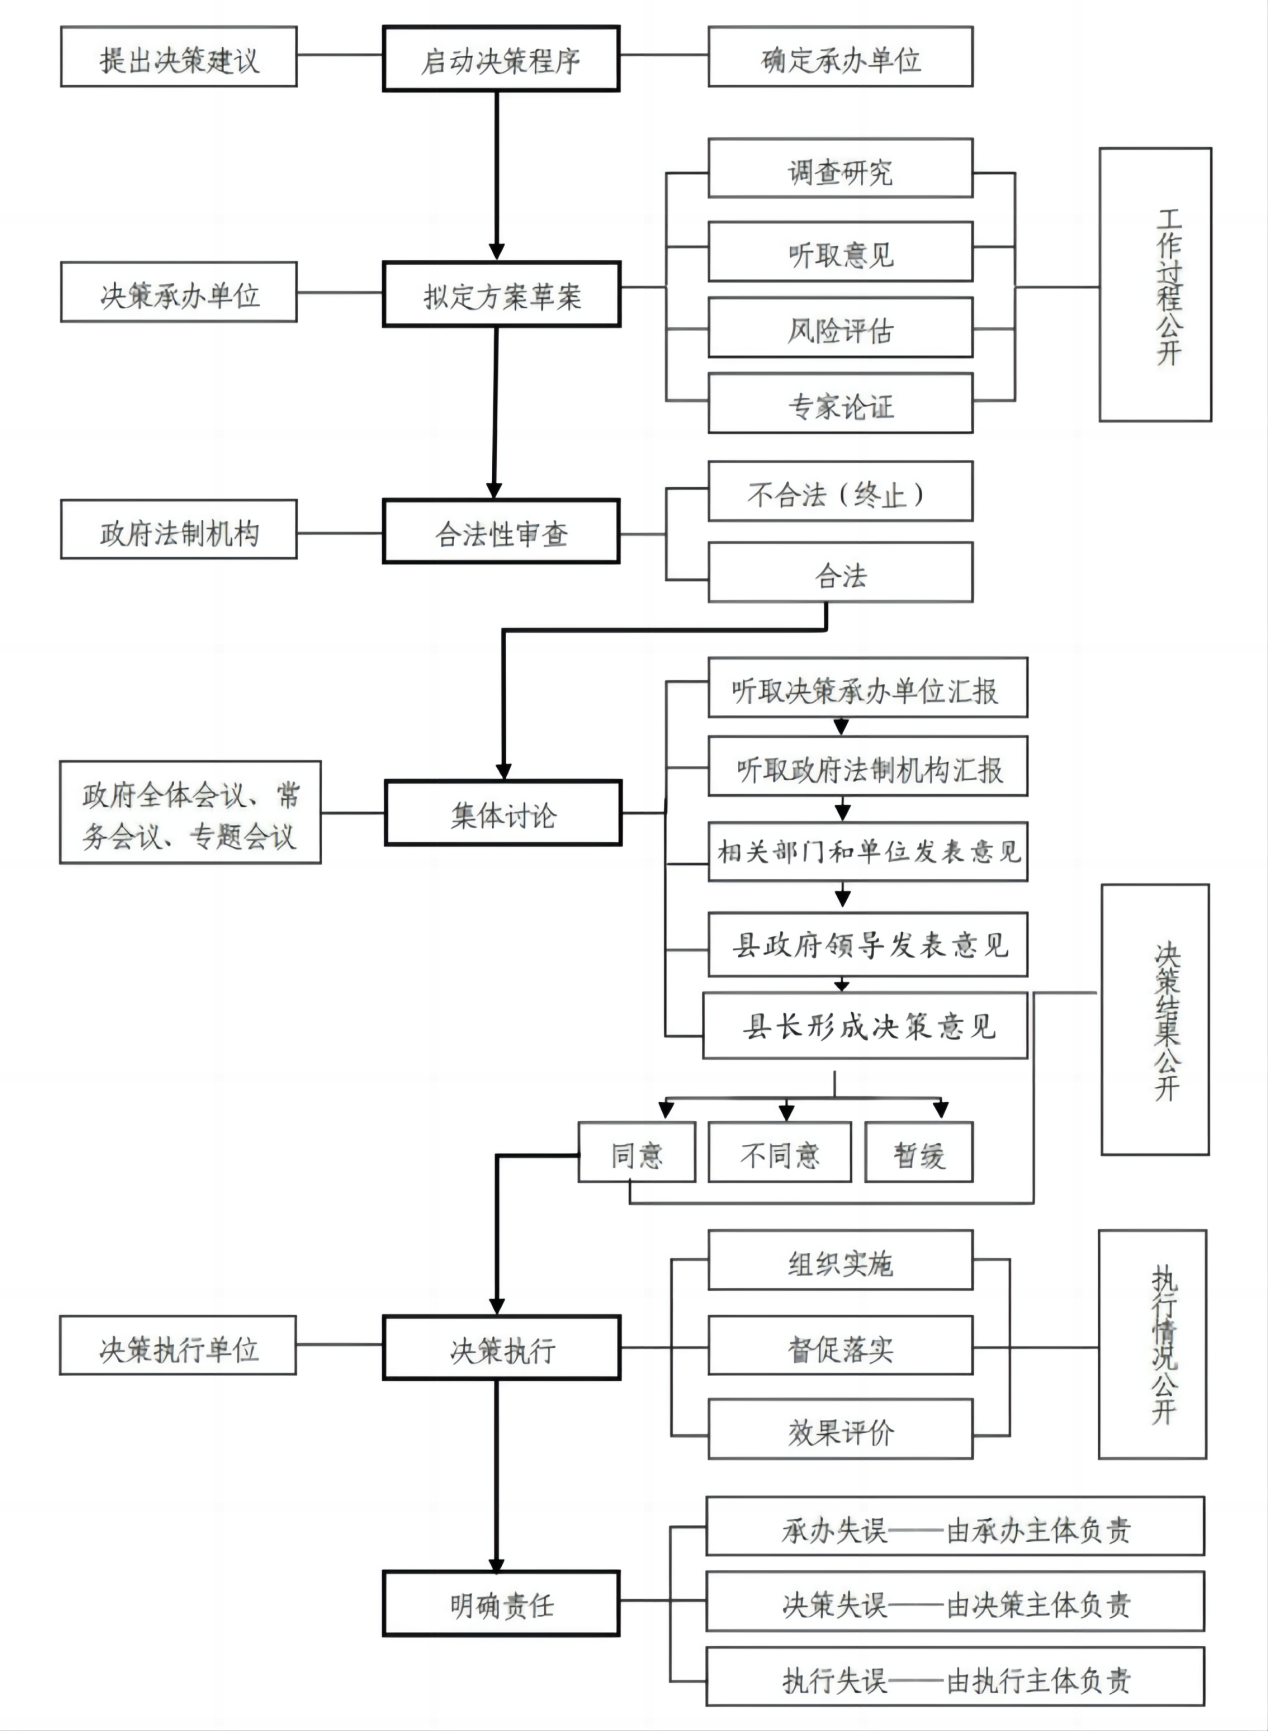 提出决策建议
启动决策程序
确定承办单位
调查研究
听取意见
风险评估
专家论证
工作过程公开
决策承办单位
拟定方案草案
不合法（终止）
合法
政府法制机构
合法性审查
听取决策承办单位汇报
听取政府法制机构汇报
相关部门和单位发表意见
县政府领导发表意见
县长形成决策意见
政府全体会议、常
务会议、专题会议
集体讨论
决策结果公开
同意
不同意
暂缓
组织实施
督促落实
效果评价
执行情况公开
决策执行单位
决策执行
承办失误——由承办主体负责
决策失误——由决策主体负责
执行失误——由执行主体负责
明确责任